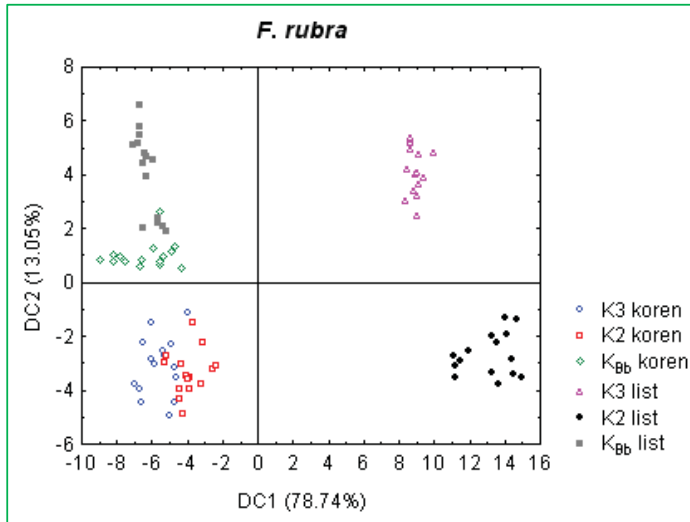 F. rubra
8
6
4
2
0
-2
-4
-6
DC2 (13.05%)
-10 -8 -6 -4 -2 0 2 4 6 8 10 12 14 16
DC1 (78.74%)
K3 koren
K2 koren
KBb koren
K3 list
K2 list
KBb list